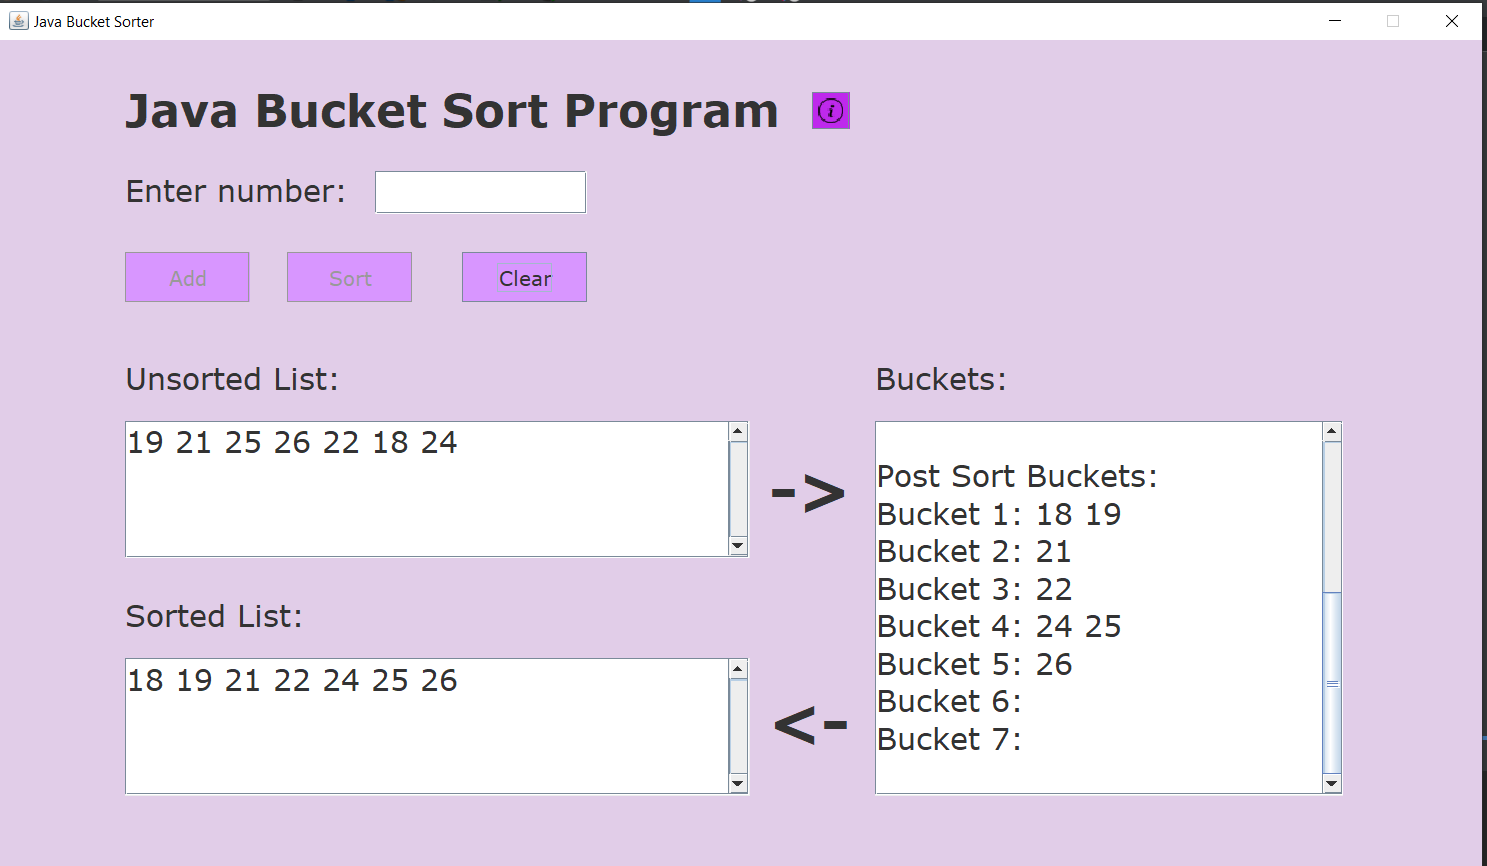 Java Bucket Sorter
Java Bucket Sort Program i
Enter number:
Add Sort Clear
Unsorted List:
19 21 25 26 22 18 24
->
Sorted List:
18 19 21 22 24 25 26
<-
Buckets:
Post Sort Buckets:
Bucket 1: 18 19
Bucket 2: 21
Bucket 3: 22
Bucket 4: 24 25
Bucket 5: 26
Bucket 6:
Bucket 7: